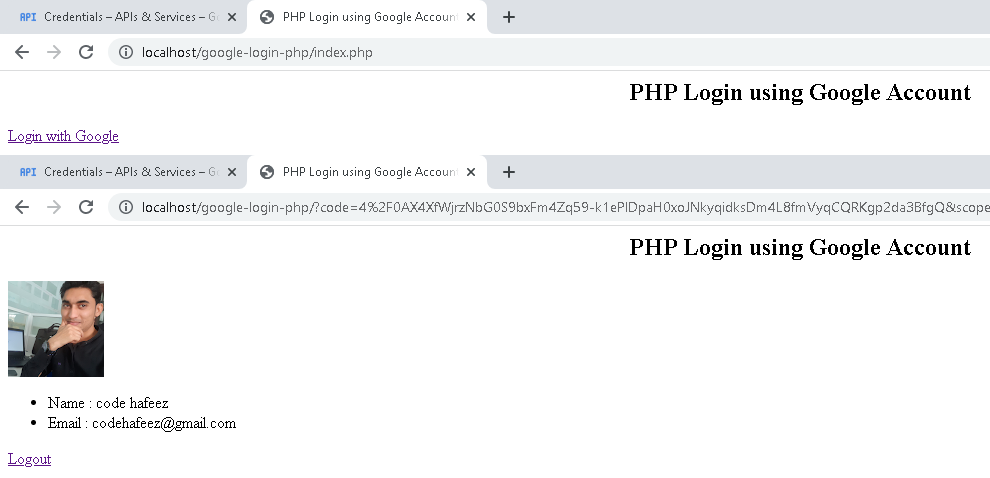 API Credentials – APIs & Services – G
PHP Login using Google Account
localhost/google-login-php/index.php
PHP Login using Google Account
Login with Google
API Credentials – APIs & Services – G
PHP Login using Google Account
localhost/google-login-php/?code=4%2F0AX4XfWjrzNbG0S9bxFm4Zq59-k1ePlDpaH0xoJNkyqidksDm4L8fmVyqCQRKgp2da3BfgQ&scope
PHP Login using Google Account
Name : code hafeez
Email : codehafeez@gmail.com
Logout